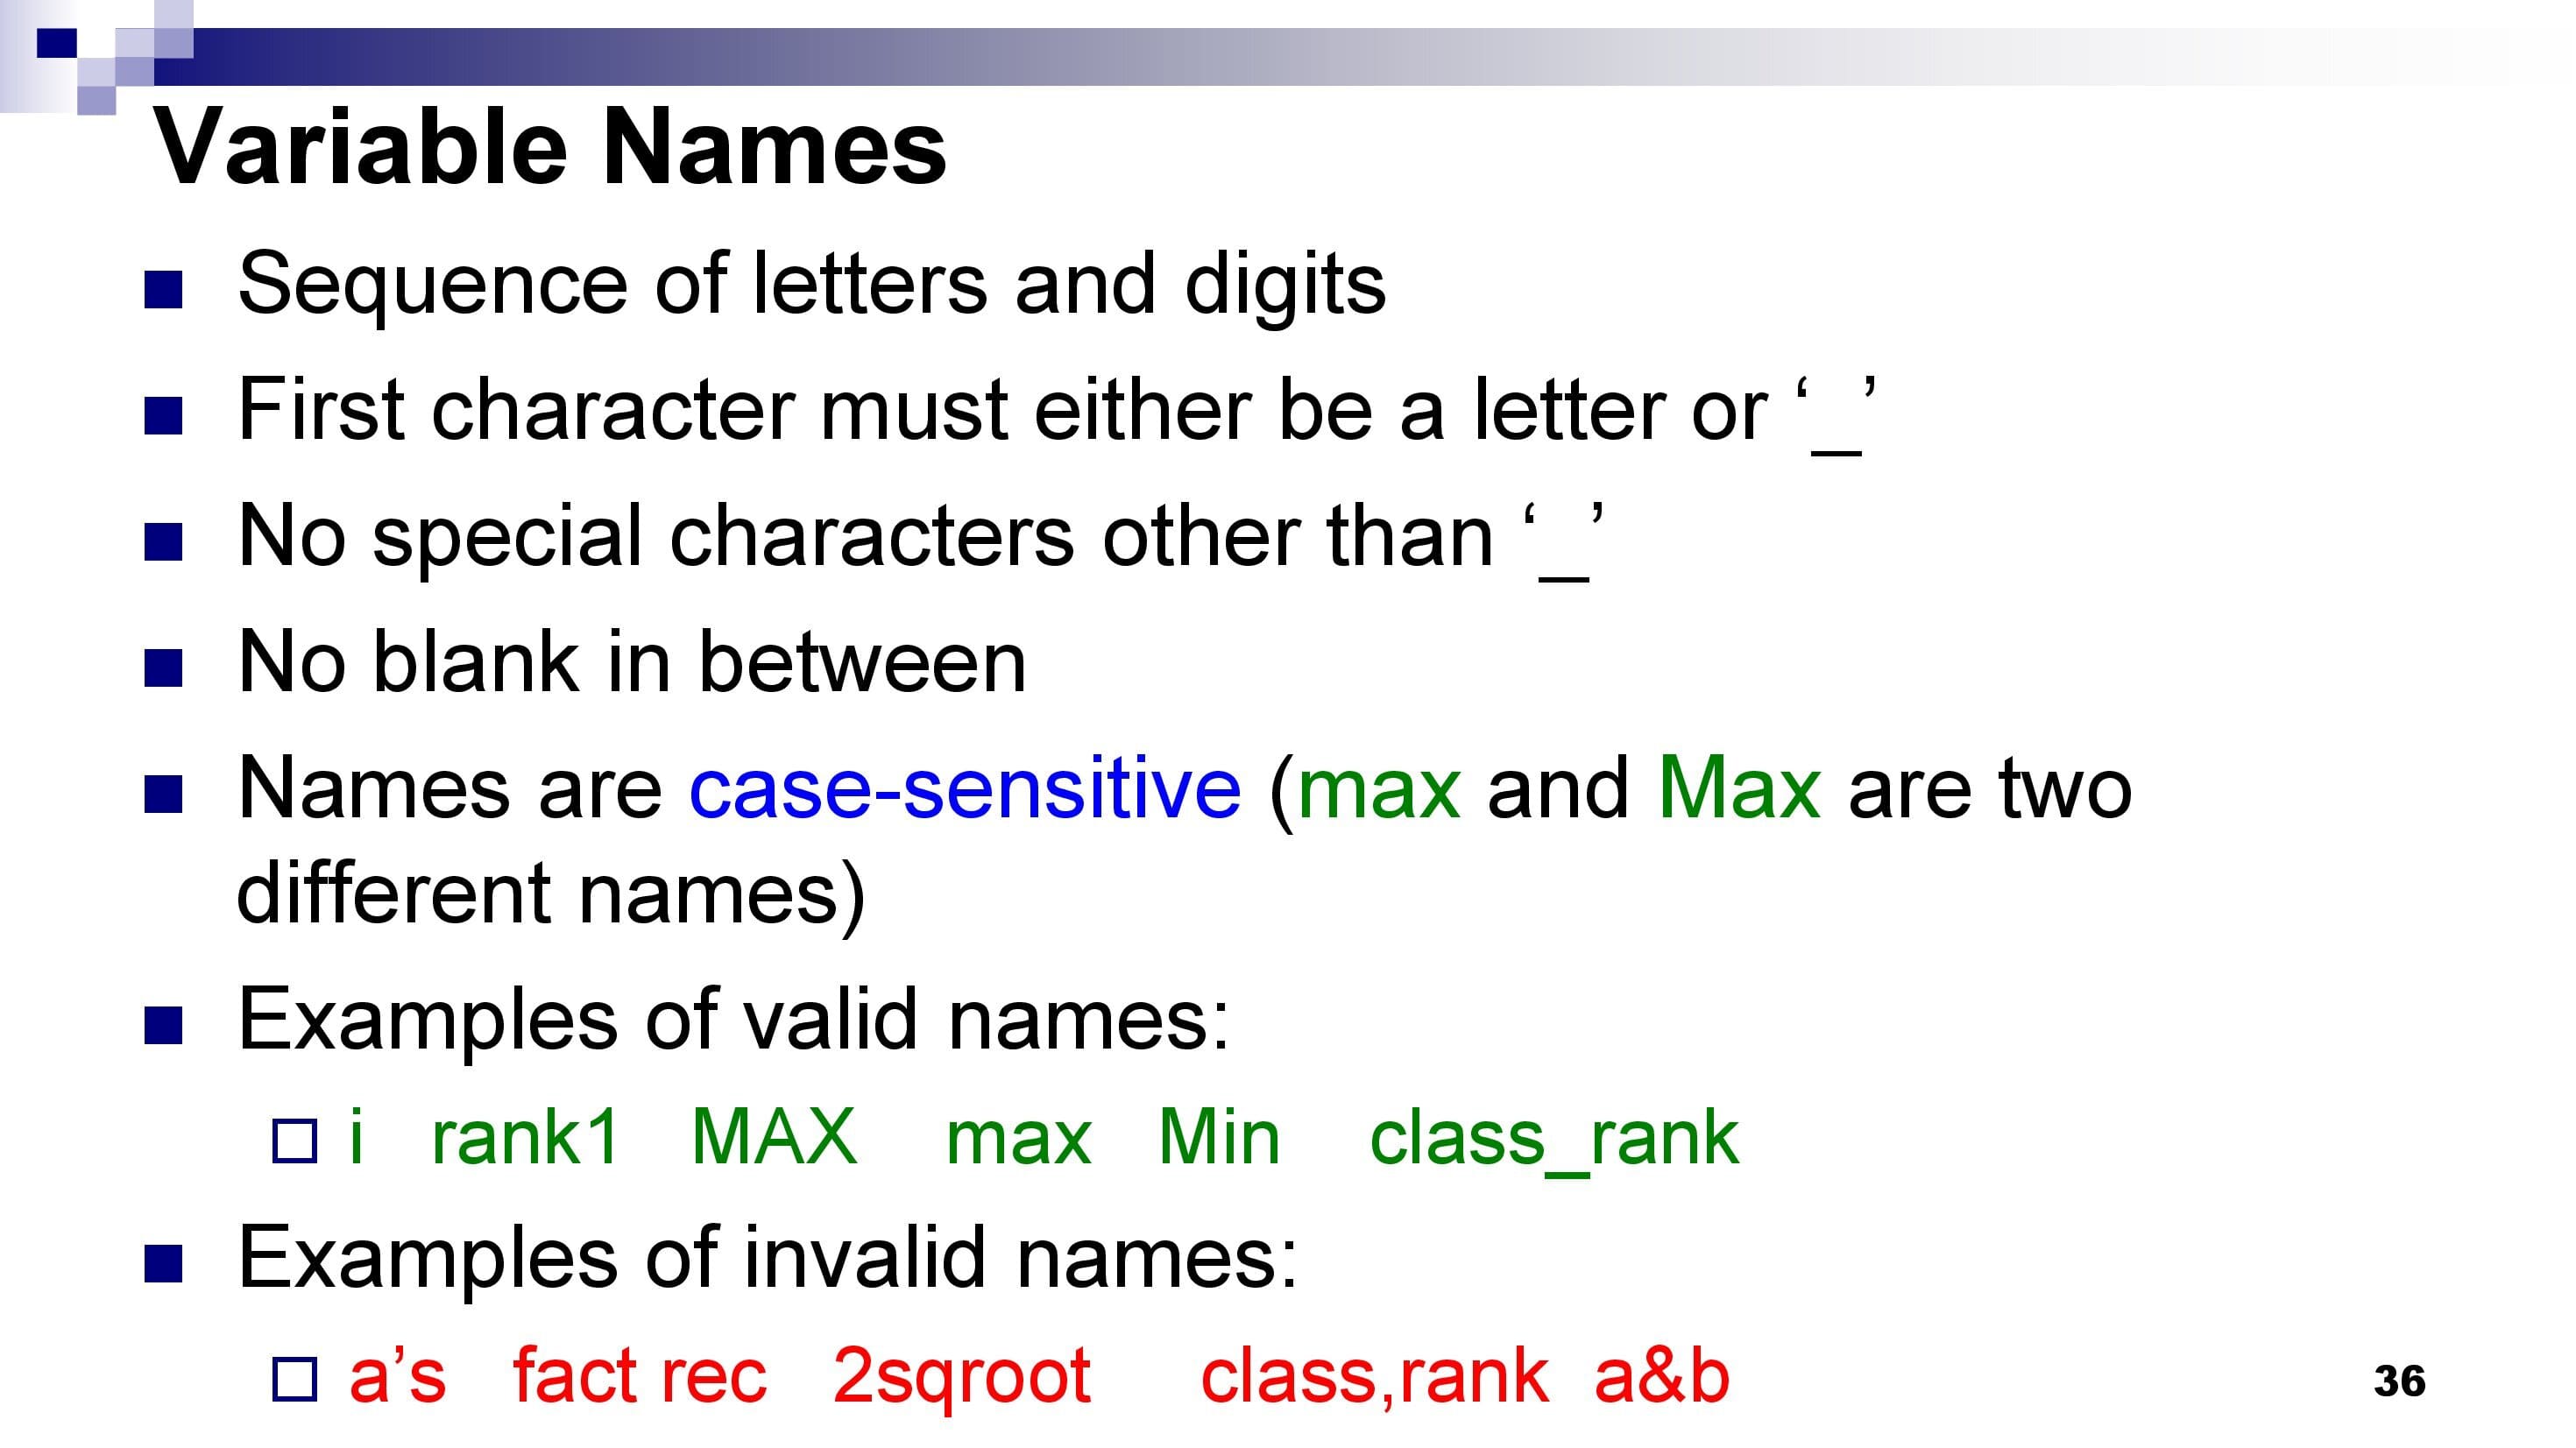 Variable Names
Sequence of letters and digits
First character must either be a letter or ‘_’
No special characters other than ‘_’
No blank in between
Names are case-sensitive (max and Max are two
different names)
Examples of valid names:
i rank1 MAX max Min class_rank
Examples of invalid names:
a’s fact rec 2sqroot class,rank a&b
36